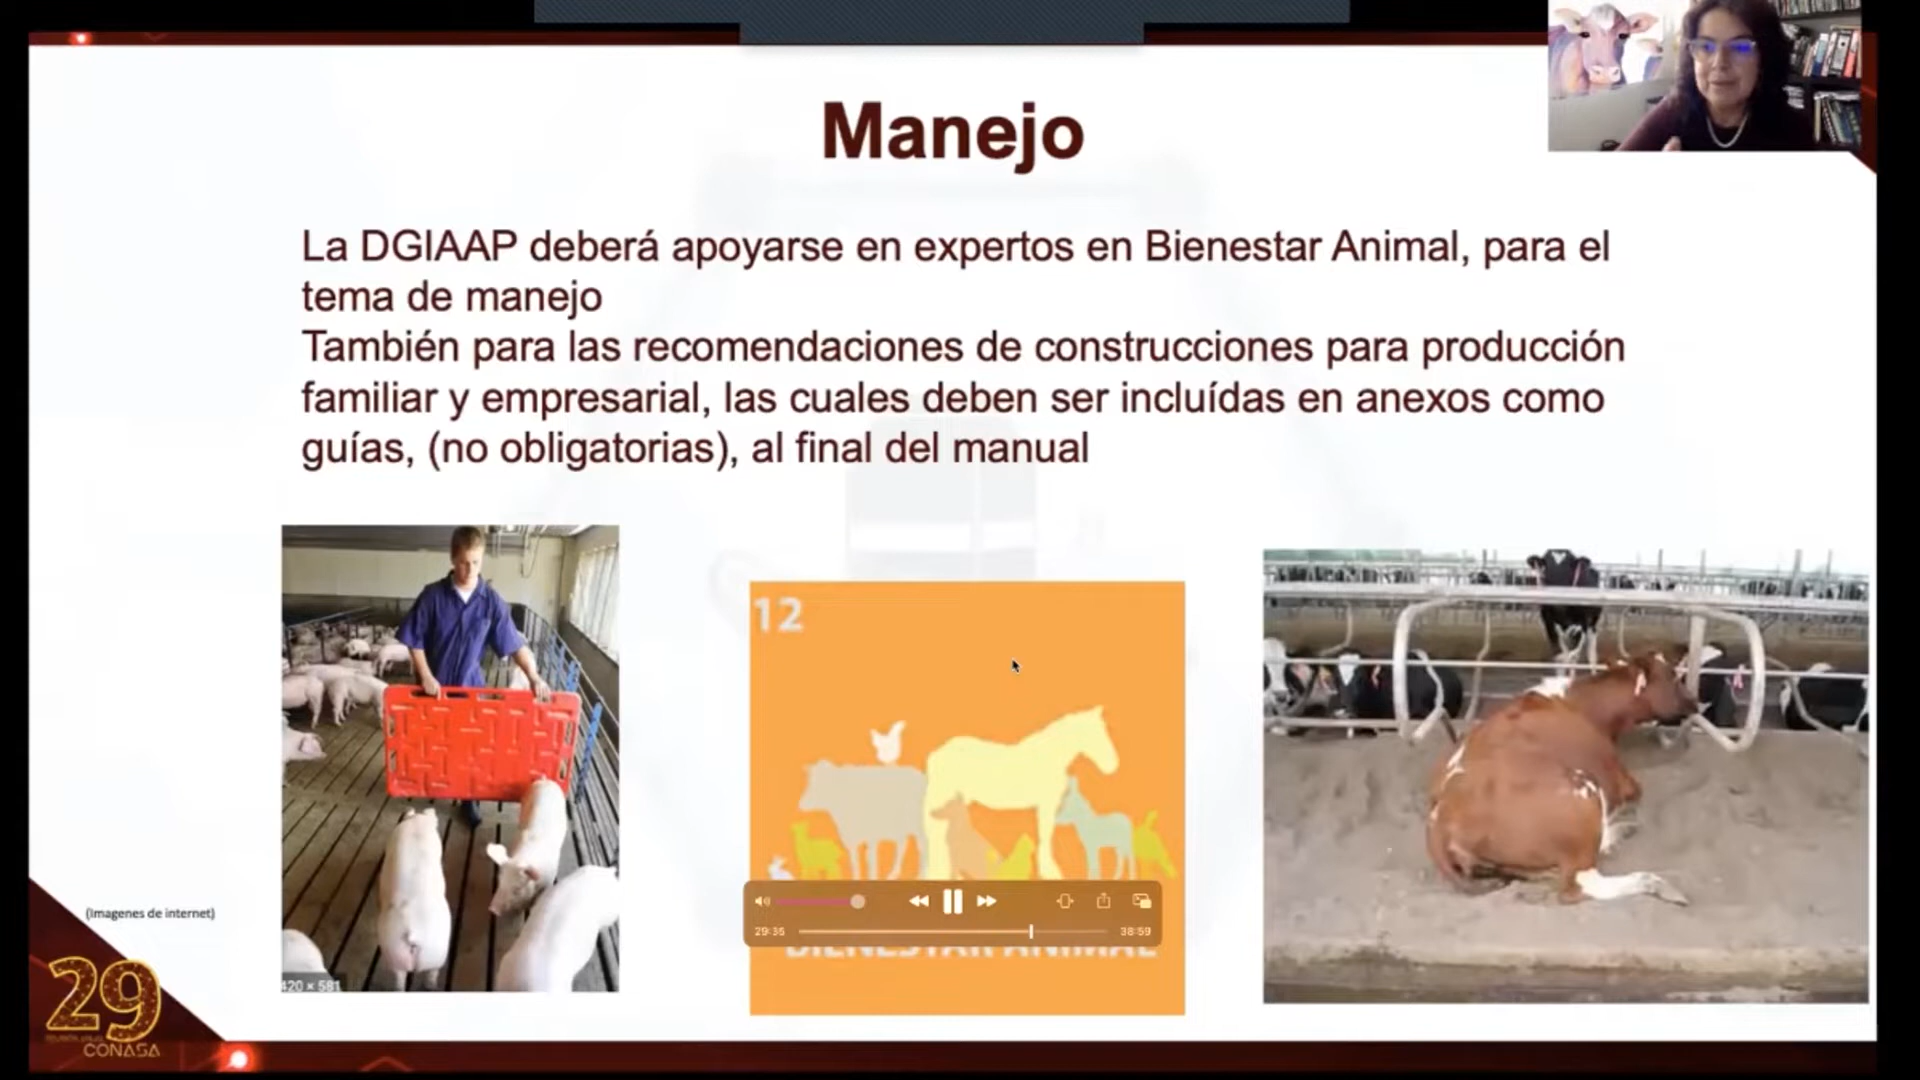 Manejo
La DGIAAP deberá apoyarse en expertos en Bienestar Animal, para el
tema de manejo
También para las recomendaciones de construcciones para producción
familiar y empresarial, las cuales deben ser incluídas en anexos como
guías, (no obligatorias), al final del manual
12
29:35
38:59
BIENESTAR ANIMAL
(Imagenes de internet)
420 × 581
29
CONASA